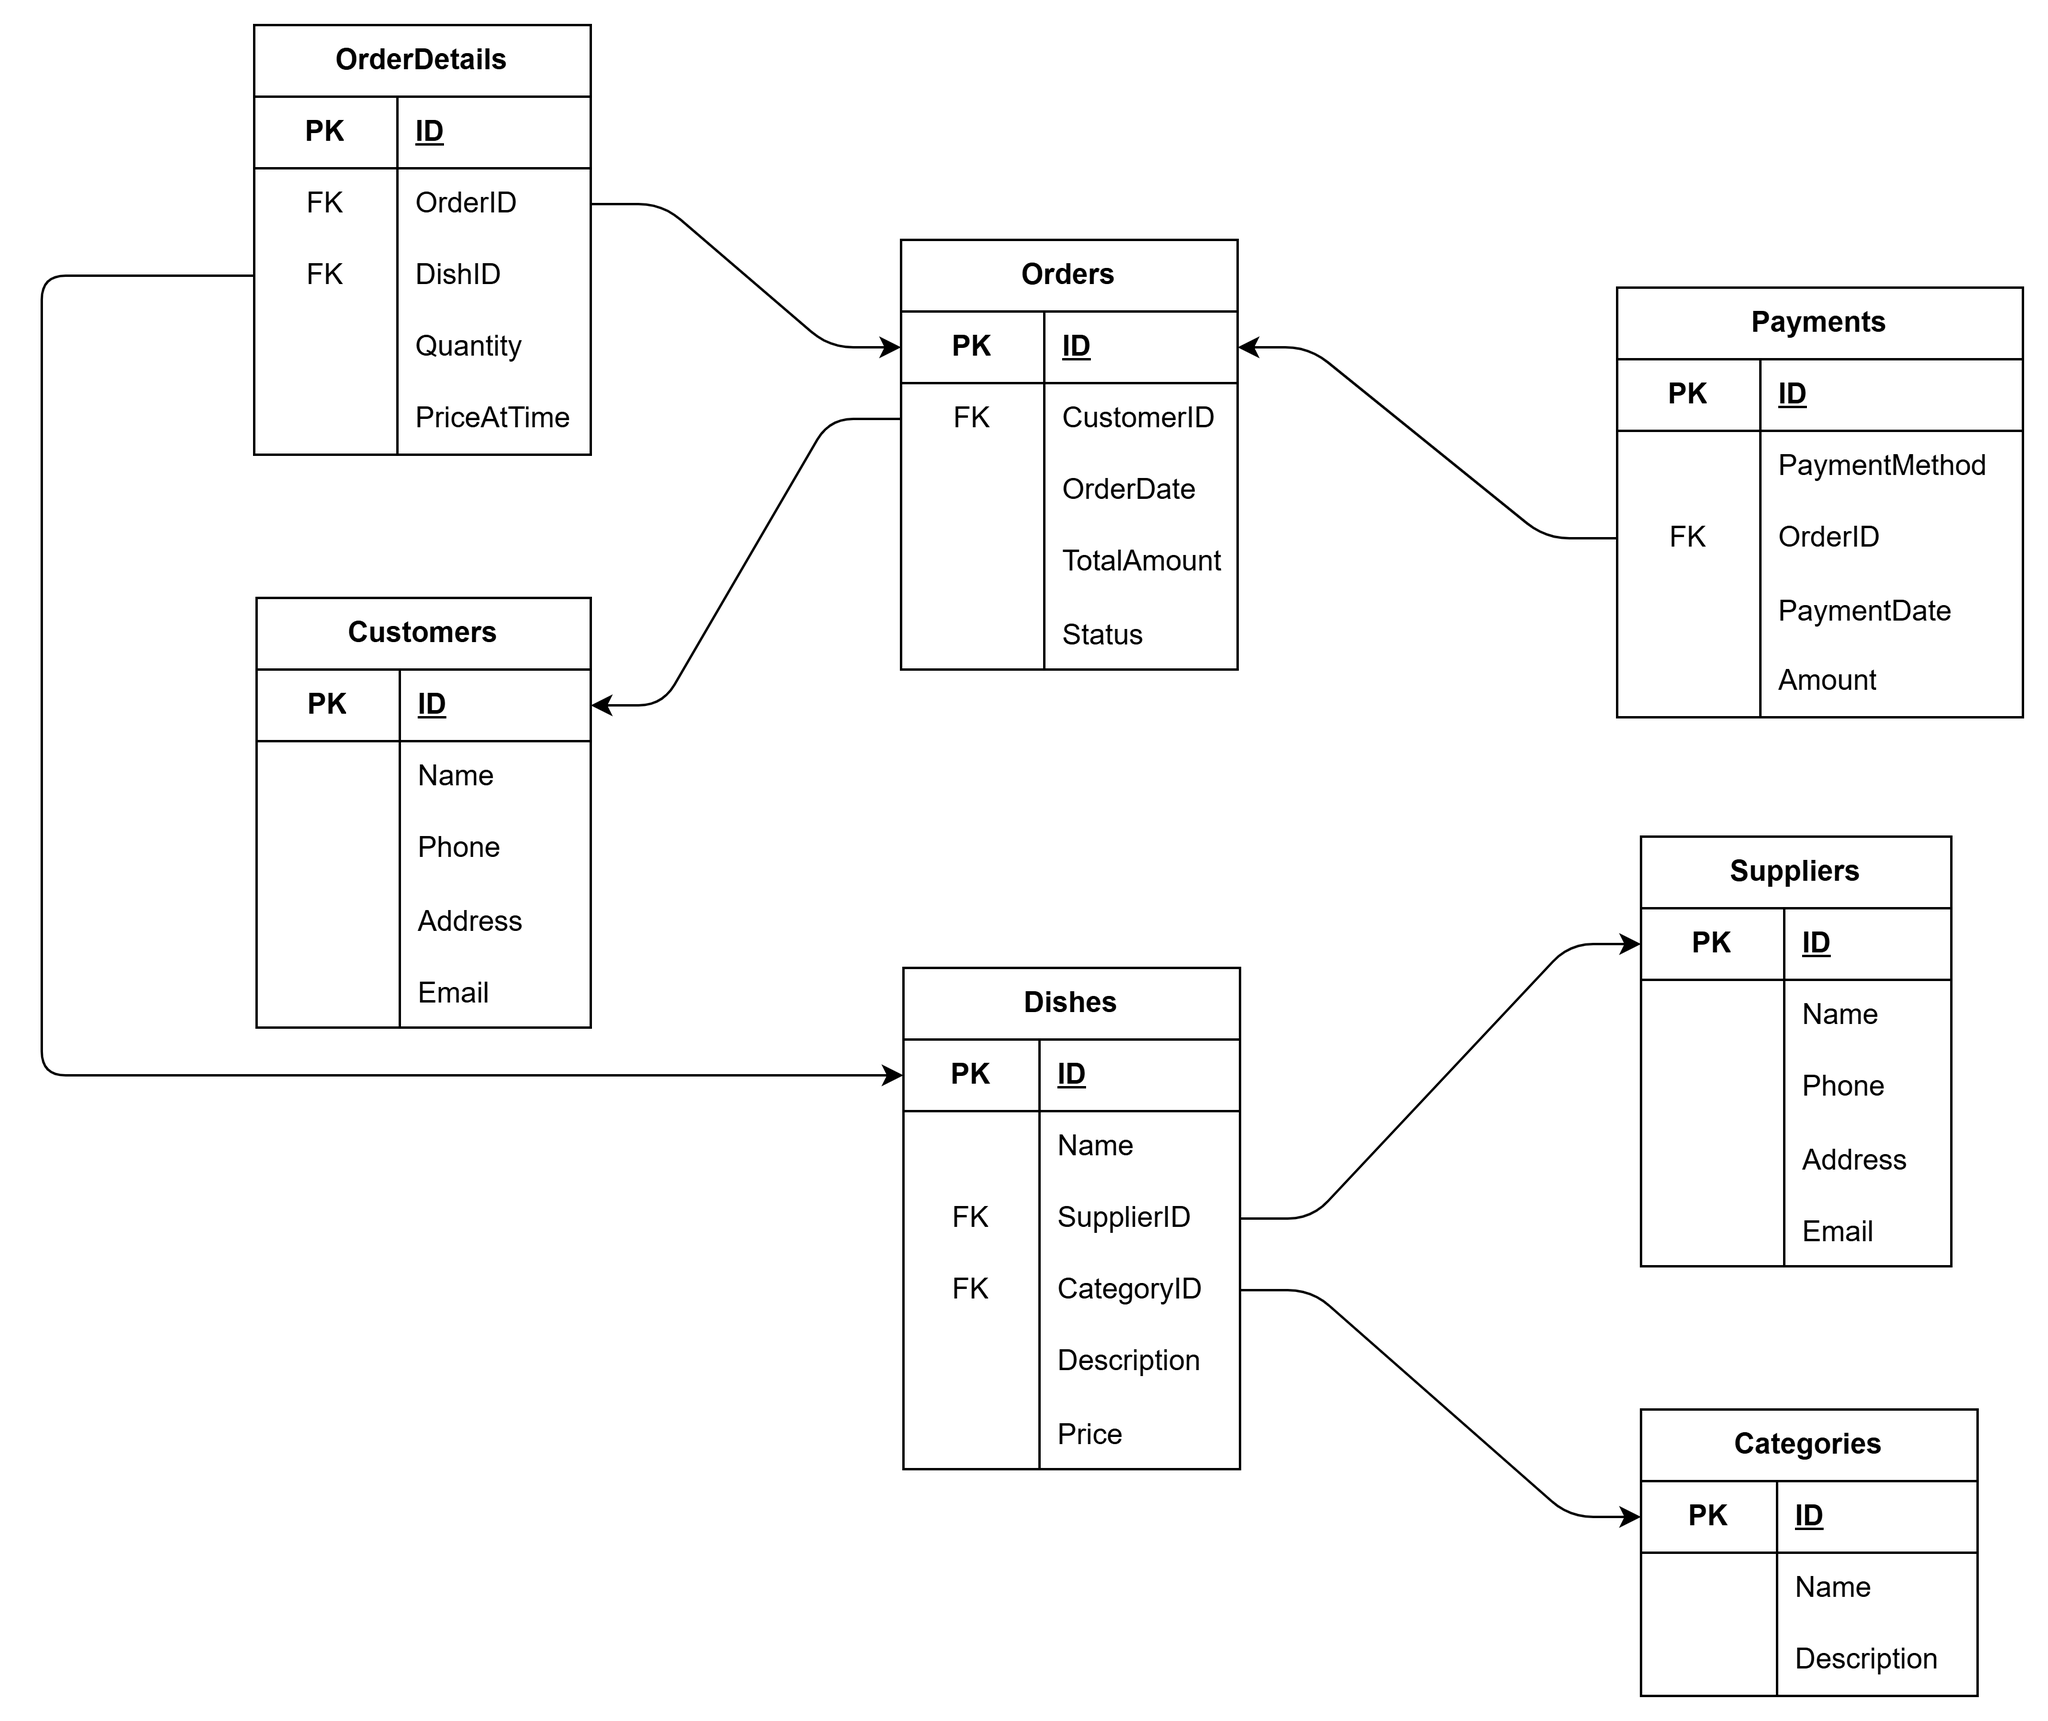 OrderDetails
PK ID
FK OrderID
FK DishID
Quantity
PriceAtTime
Orders
PK ID
FK CustomerID
OrderDate
TotalAmount
Status
Payments
PK ID
PaymentMethod
FK OrderID
PaymentDate
Amount
Customers
PK ID
Name
Phone
Address
Email
Dishes
PK ID
Name
FK SupplierID
FK CategoryID
Description
Price
Suppliers
PK ID
Name
Phone
Address
Email
Categories
PK ID
Name
Description